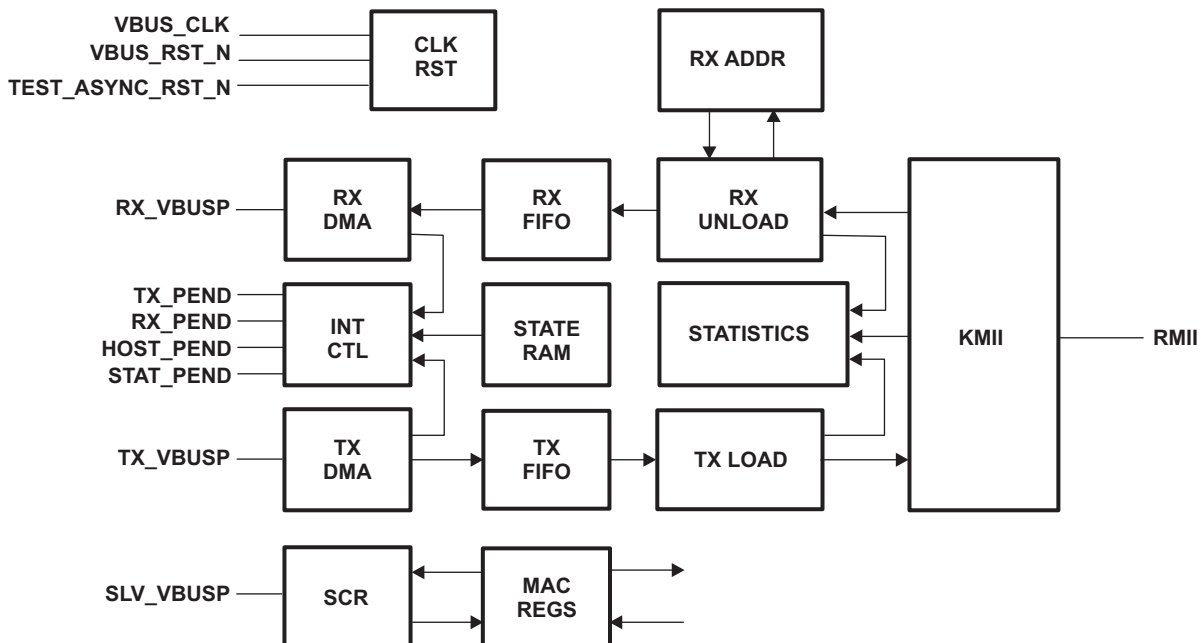 VBUS_CLK
VBUS_RST_N
TEST_ASYNC_RST_N
CLK
RST
RX ADDR
RX_VBUSP
RX
DMA
RX
FIFO
RX
UNLOAD
TX_PEND
RX_PEND
HOST_PEND
STAT_PEND
INT
CTL
STATE
RAM
STATISTICS
KMII
RMII
TX_VBUSP
TX
DMA
TX
FIFO
TX LOAD
SLV_VBUSP
SCR
MAC
REGS